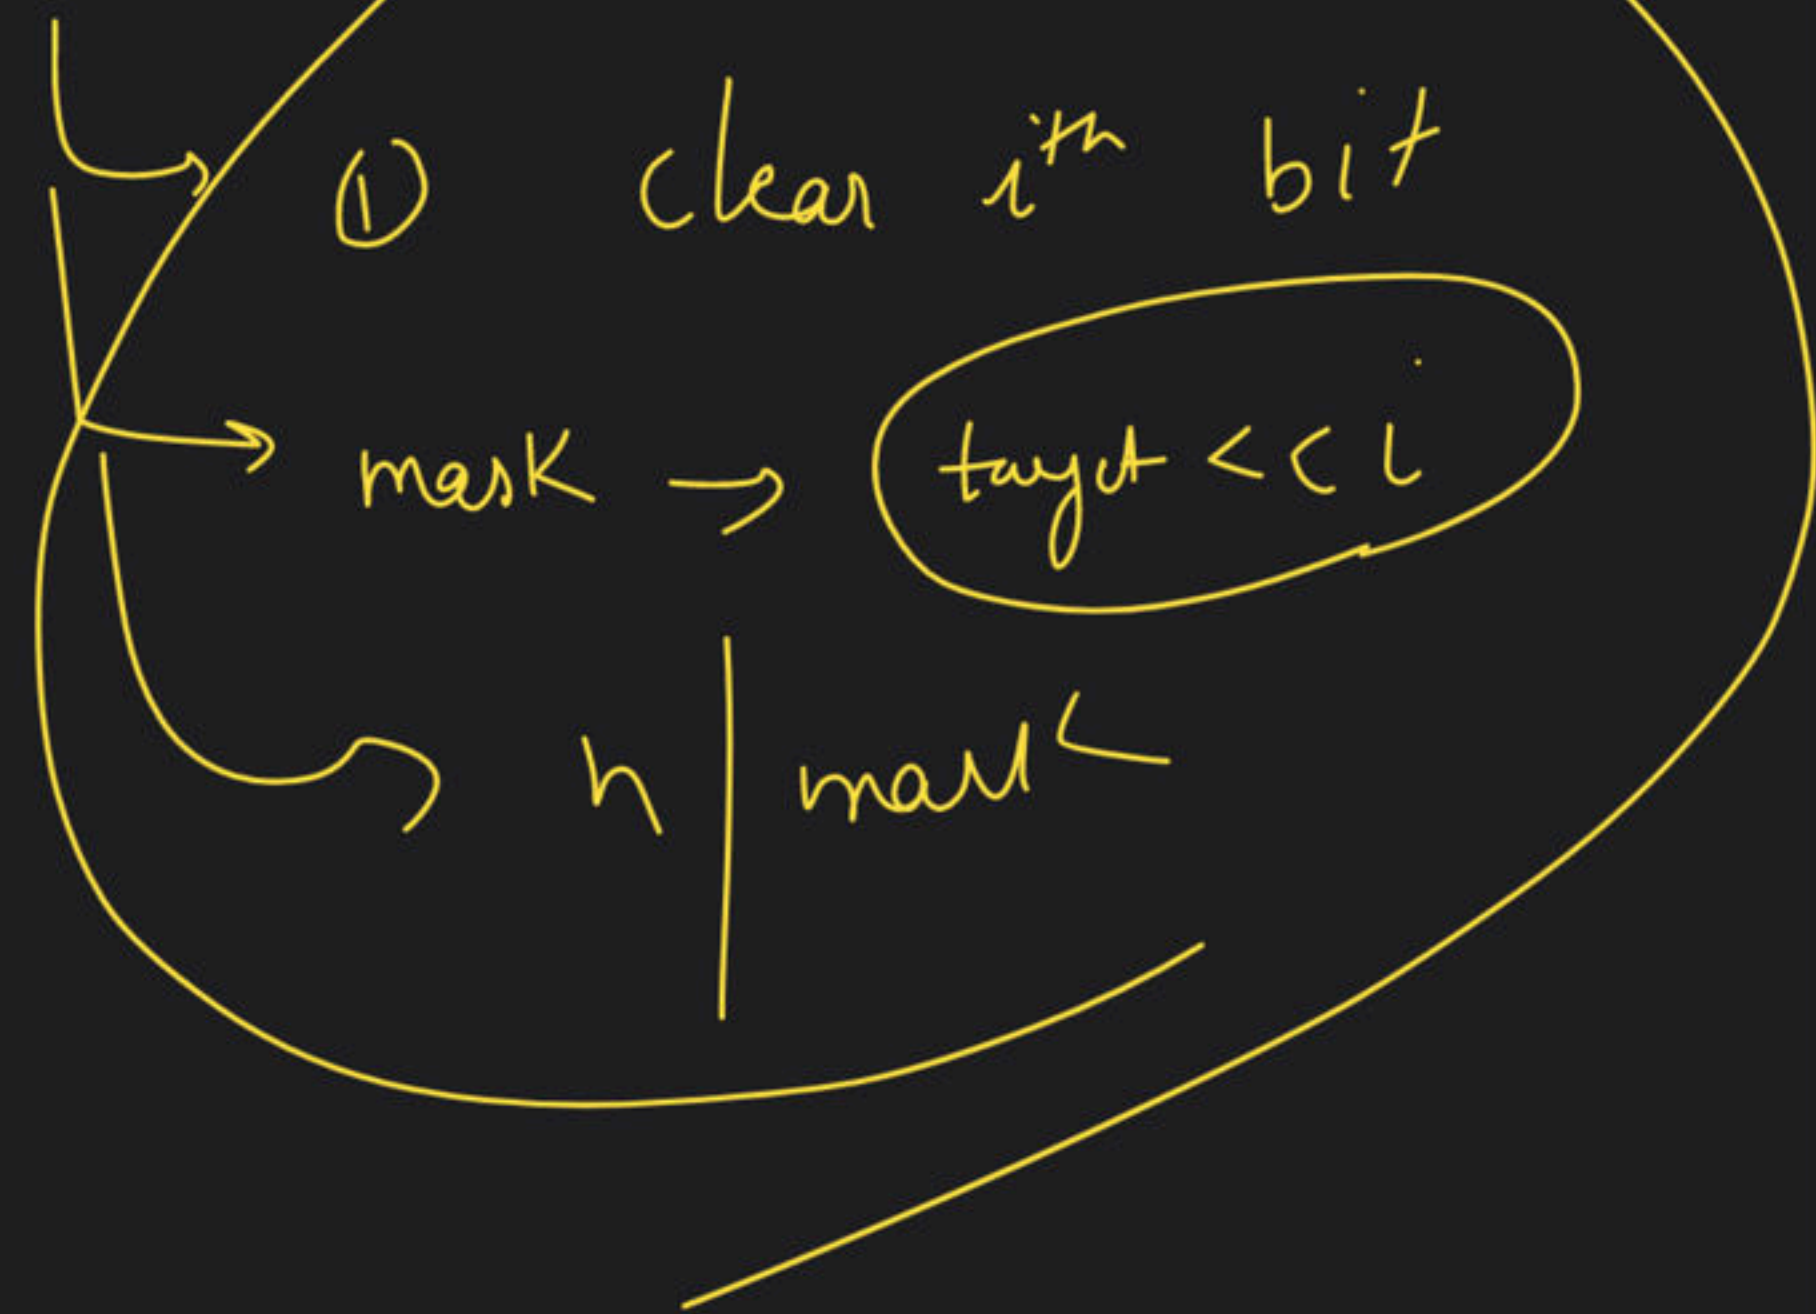 ① clear iᵗʰ bit
mask → target << i
n | mask